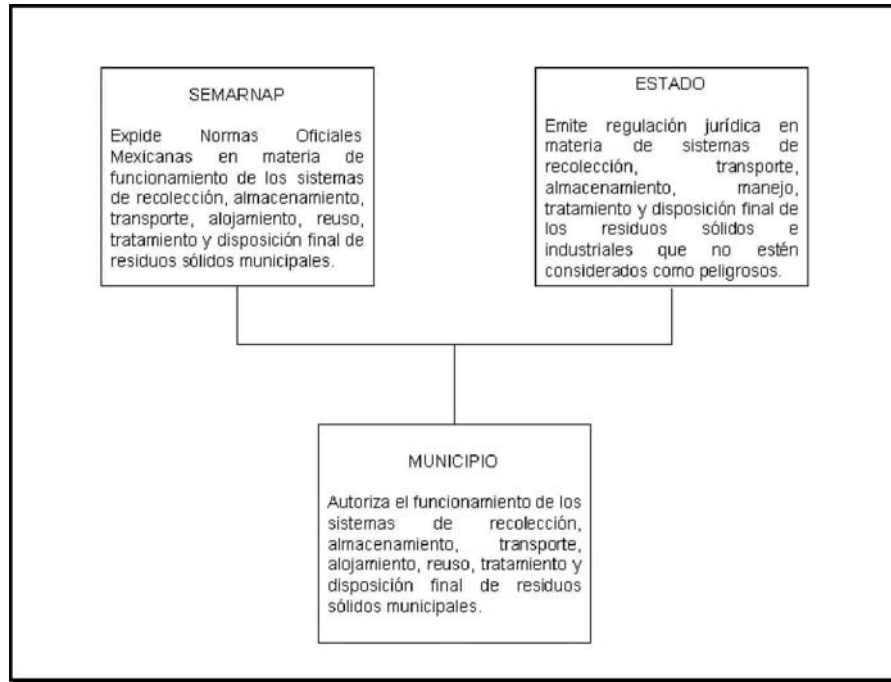 SEMARNAP
Expide Normas Oficiales
Mexicanas en materia de
funcionamiento de los sistemas
de recolección, almacenamiento,
transporte, alojamiento, reuso,
tratamiento y disposición final de
residuos sólidos municipales.
ESTADO
Emite regulación jurídica en
materia de sistemas de
recolección, transporte,
almacenamiento, manejo,
tratamiento y disposición final de
los residuos sólidos e
industriales que no estén
considerados como peligrosos.
MUNICIPIO
Autoriza el funcionamiento de los
sistemas de recolección,
almacenamiento, transporte,
alojamiento, reuso, tratamiento y
disposición final de residuos
sólidos municipales.